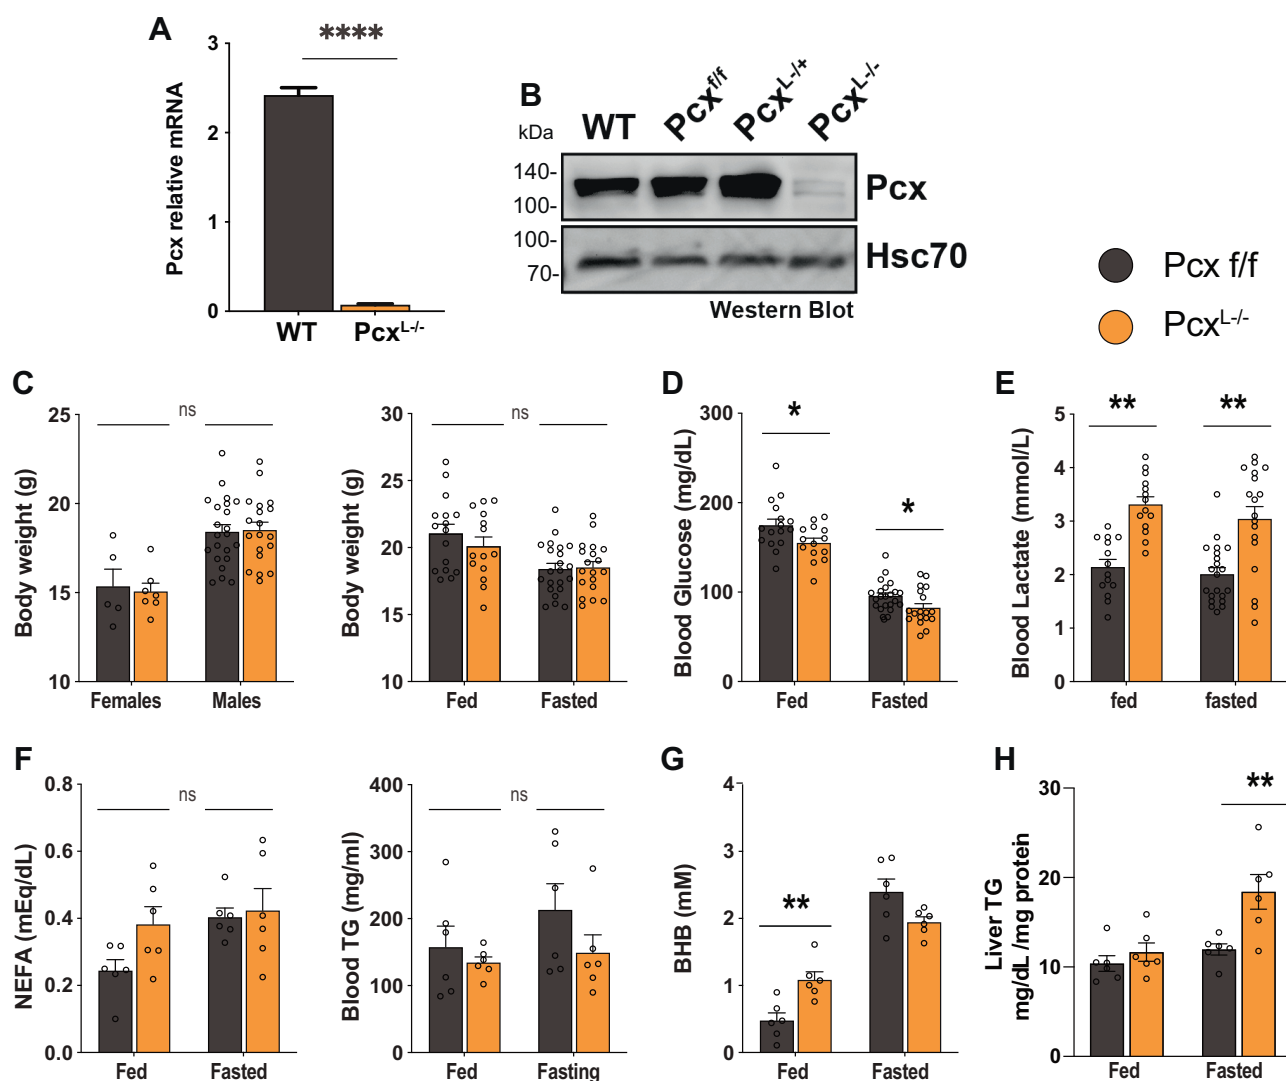 A
****
3
2
1
0
Pcx relative mRNA
WT
Pcx^L-/-
B
kDa
WT
Pcx^f/f
Pcx^L-/+
Pcx^L-/-
140-
100-
Pcx
100-
70-
Hsc70
Western Blot
Pcx f/f
Pcx^L-/-
C
ns
25
20
15
10
Body weight (g)
Females Males
ns
30
25
20
15
10
Body weight (g)
Fed Fasted
D
*
*
300
200
100
0
Blood Glucose (mg/dL)
Fed Fasted
E
** **
5
4
3
2
1
0
Blood Lactate (mmol/L)
fed fasted
F
ns
0.8
0.6
0.4
0.2
0.0
NEFA (mEq/dL)
Fed Fasted
ns
400
300
200
100
0
Blood TG (mg/ml)
Fed Fasting
G
**
4
3
2
1
0
BHB (mM)
Fed Fasted
H
**
30
20
10
0
Liver TG
mg/dL /mg protein
Fed Fasted